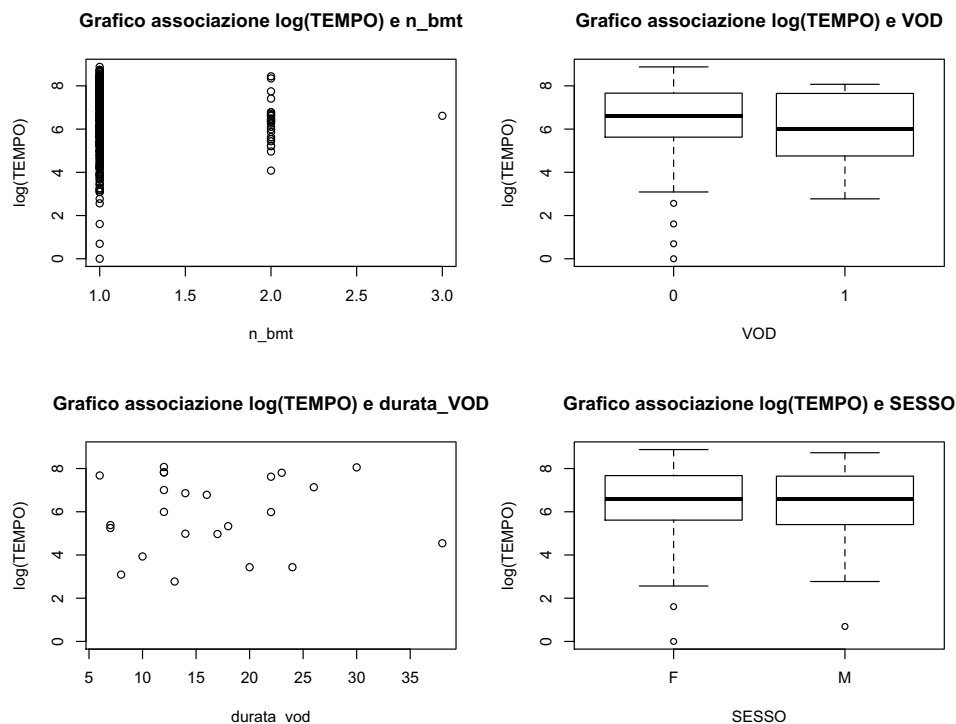 Grafico associazione log(TEMPO) e n_bmt
log(TEMPO)
0 2 4 6 8
1.0 1.5 2.0 2.5 3.0
n_bmt
Grafico associazione log(TEMPO) e VOD
log(TEMPO)
0 2 4 6 8
0 1
VOD
Grafico associazione log(TEMPO) e durata_VOD
log(TEMPO)
0 2 4 6 8
5 10 15 20 25 30 35
durata_vod
Grafico associazione log(TEMPO) e SESSO
log(TEMPO)
0 2 4 6 8
F M
SESSO